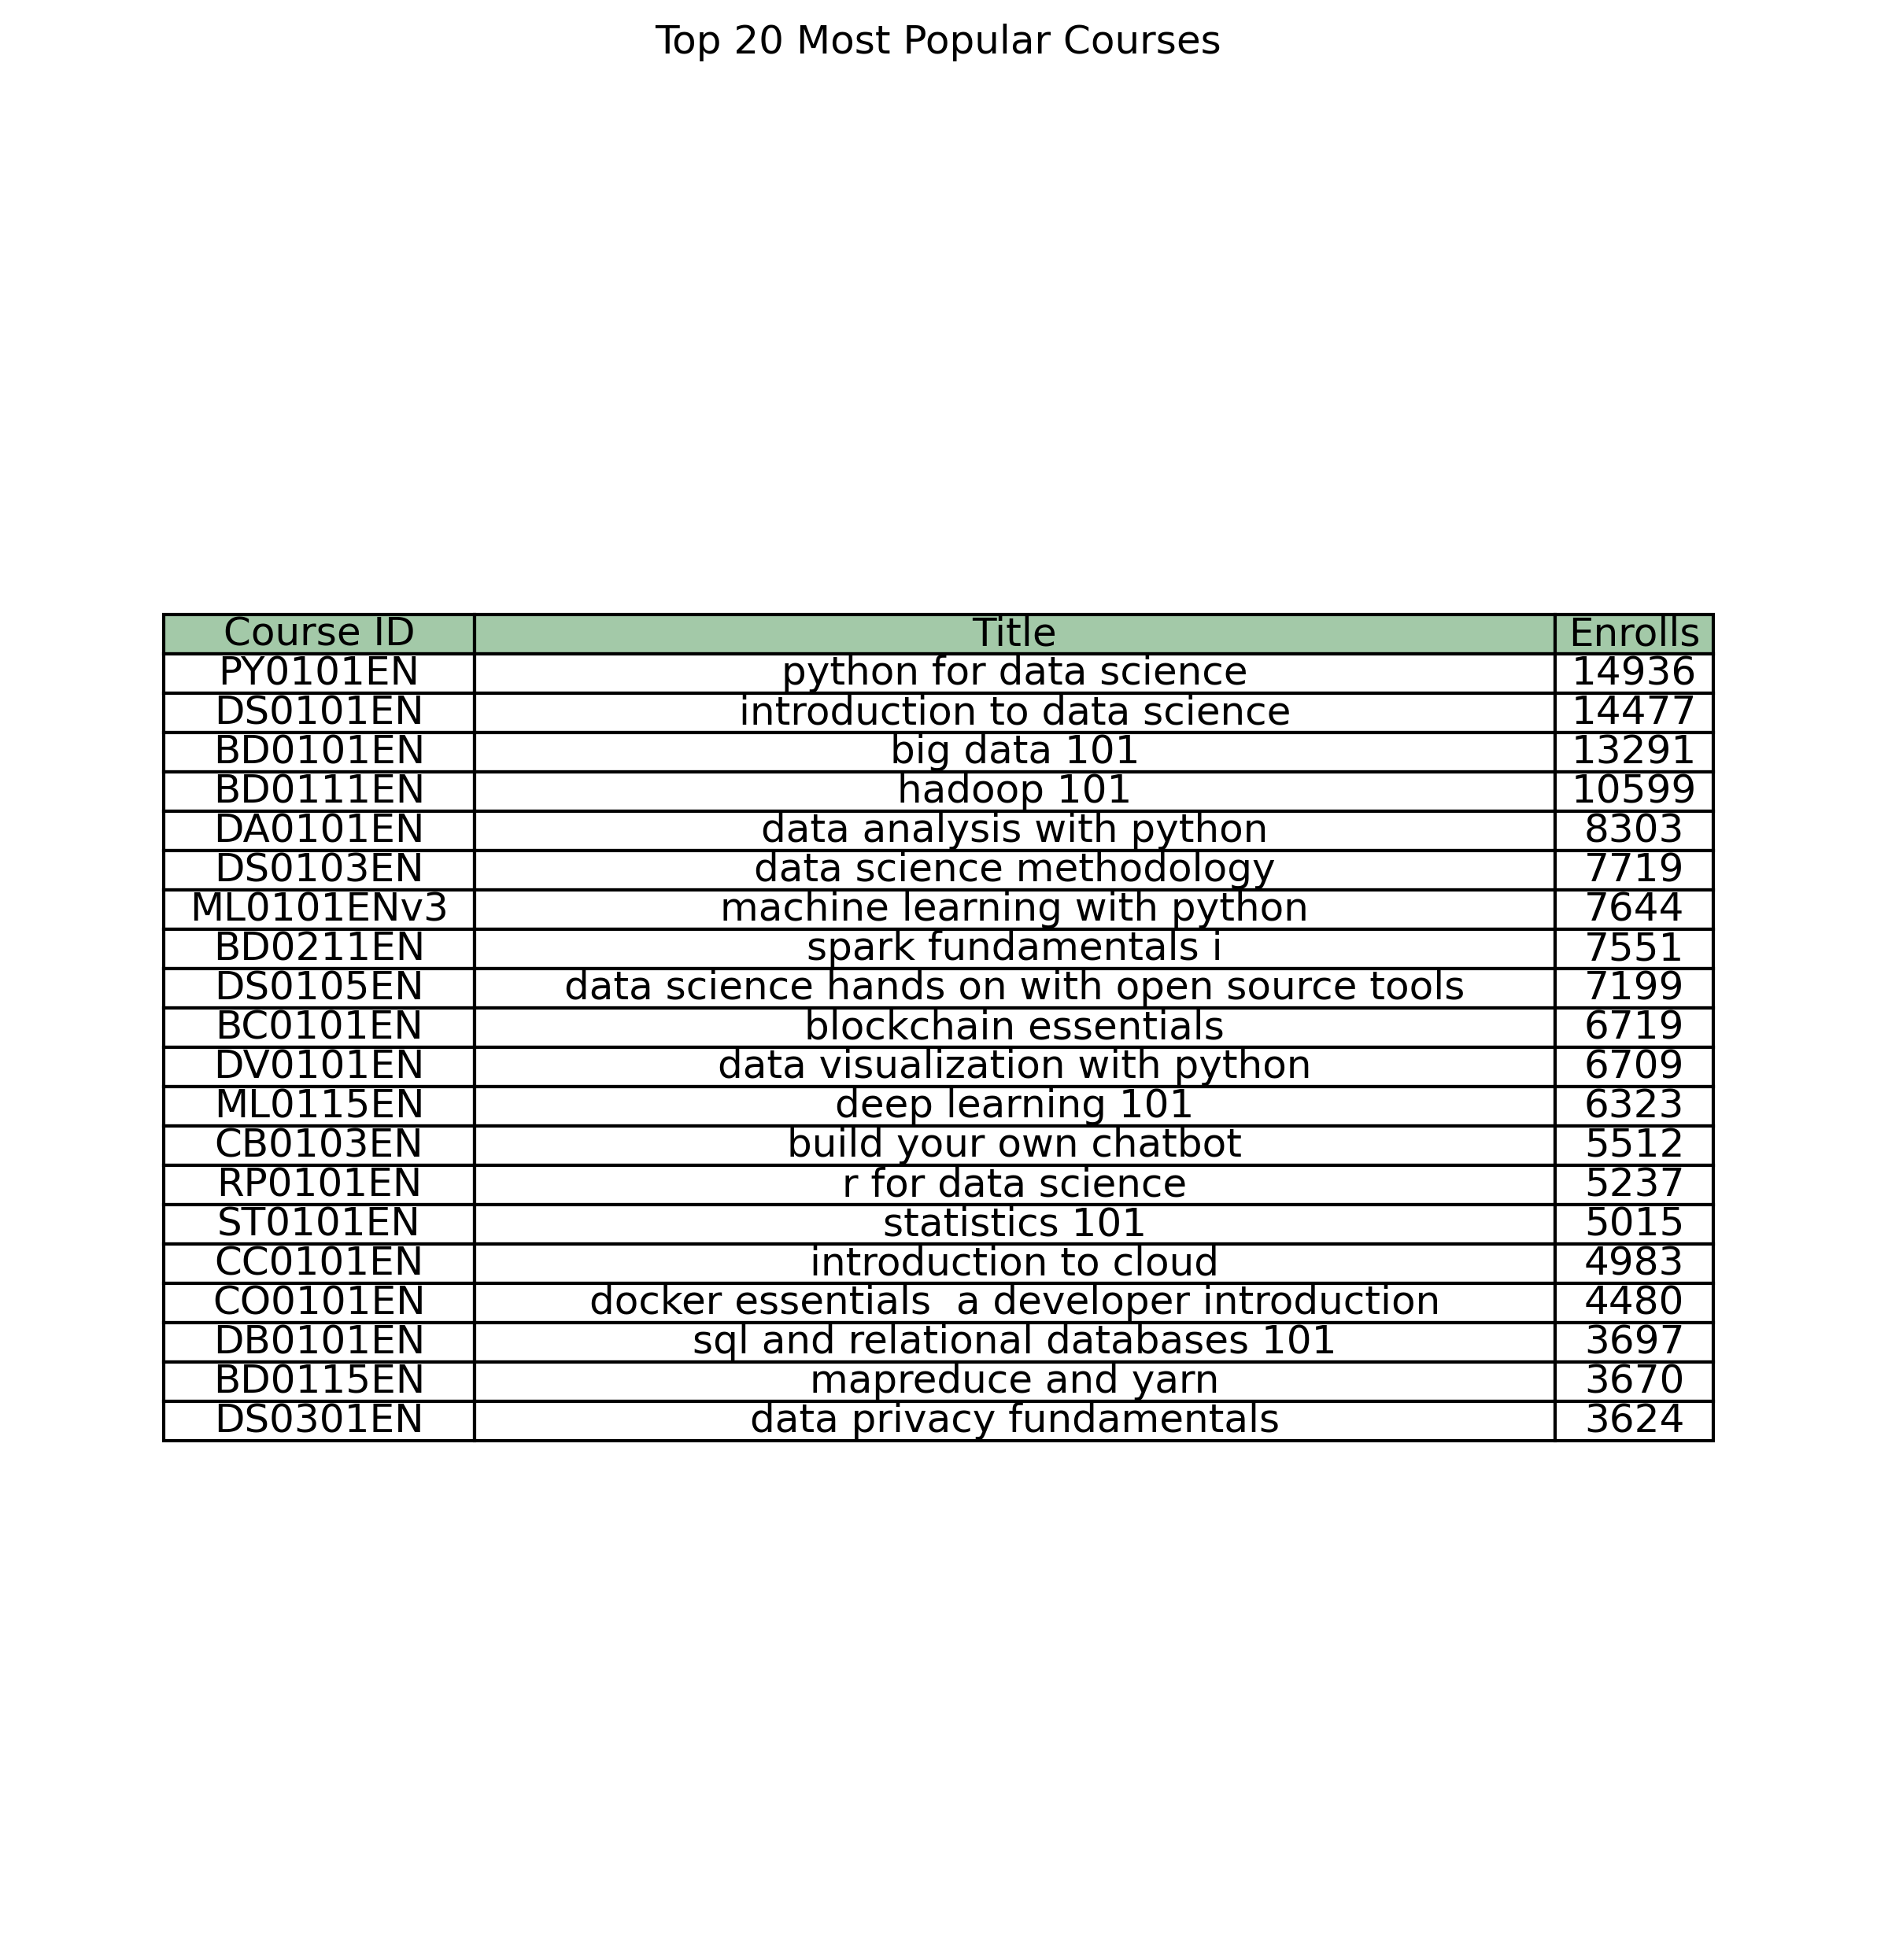 Top 20 Most Popular Courses
Course ID Title Enrolls
PY0101EN python for data science 14936
DS0101EN introduction to data science 14477
BD0101EN big data 101 13291
BD0111EN hadoop 101 10599
DA0101EN data analysis with python 8303
DS0103EN data science methodology 7719
ML0101ENv3 machine learning with python 7644
BD0211EN spark fundamentals i 7551
DS0105EN data science hands on with open source tools 7199
BC0101EN blockchain essentials 6719
DV0101EN data visualization with python 6709
ML0115EN deep learning 101 6323
CB0103EN build your own chatbot 5512
RP0101EN r for data science 5237
ST0101EN statistics 101 5015
CC0101EN introduction to cloud 4983
CO0101EN docker essentials  a developer introduction 4480
DB0101EN sql and relational databases 101 3697
BD0115EN mapreduce and yarn 3670
DS0301EN data privacy fundamentals 3624